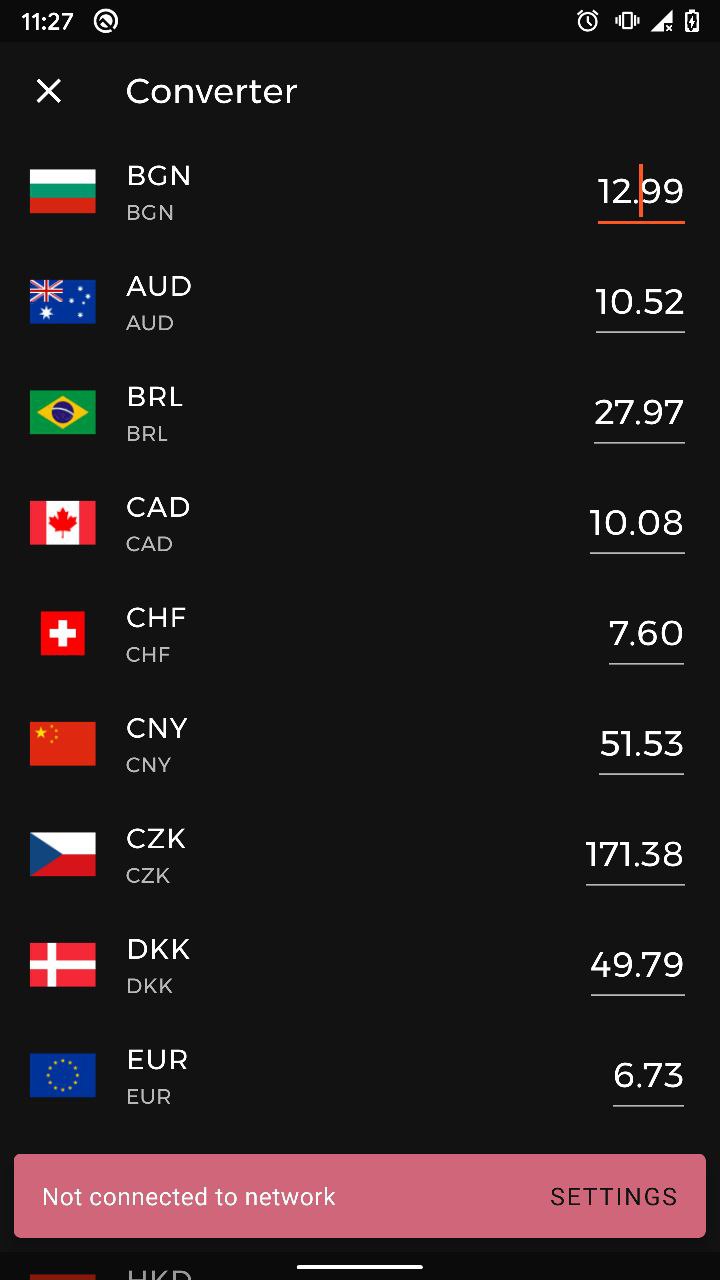 11:27
Converter
BGN
BGN
12.99
AUD
AUD
10.52
BRL
BRL
27.97
CAD
CAD
10.08
CHF
CHF
7.60
CNY
CNY
51.53
CZK
CZK
171.38
DKK
DKK
49.79
EUR
EUR
6.73
Not connected to network
SETTINGS
HKD